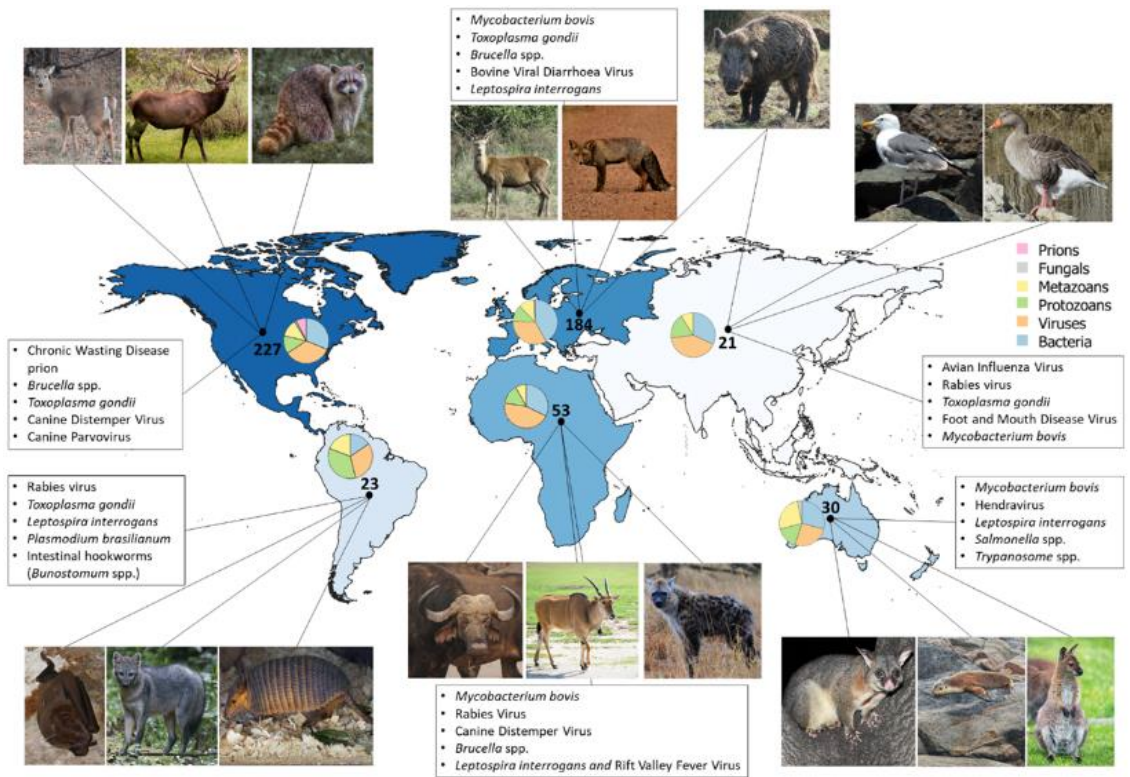 • Mycobacterium bovis
• Toxoplasma gondii
• Brucella spp.
• Bovine Viral Diarrhoea Virus
• Leptospira interrogans
Prions
Fungals
Metazoans
Protozoans
Viruses
Bacteria
227
184
21
53
23
30
• Chronic Wasting Disease
prion
• Brucella spp.
• Toxoplasma gondii
• Canine Distemper Virus
• Canine Parvovirus
• Avian Influenza Virus
• Rabies virus
• Toxoplasma gondii
• Foot and Mouth Disease Virus
• Mycobacterium bovis
• Rabies virus
• Toxoplasma gondii
• Leptospira interrogans
• Plasmodium brasilianum
• Intestinal hookworms
(Bunostomum spp.)
• Mycobacterium bovis
• Hendravirus
• Leptospira interrogans
• Salmonella spp.
• Trypanosome spp.
• Mycobacterium bovis
• Rabies Virus
• Canine Distemper Virus
• Brucella spp.
• Leptospira interrogans and Rift Valley Fever Virus